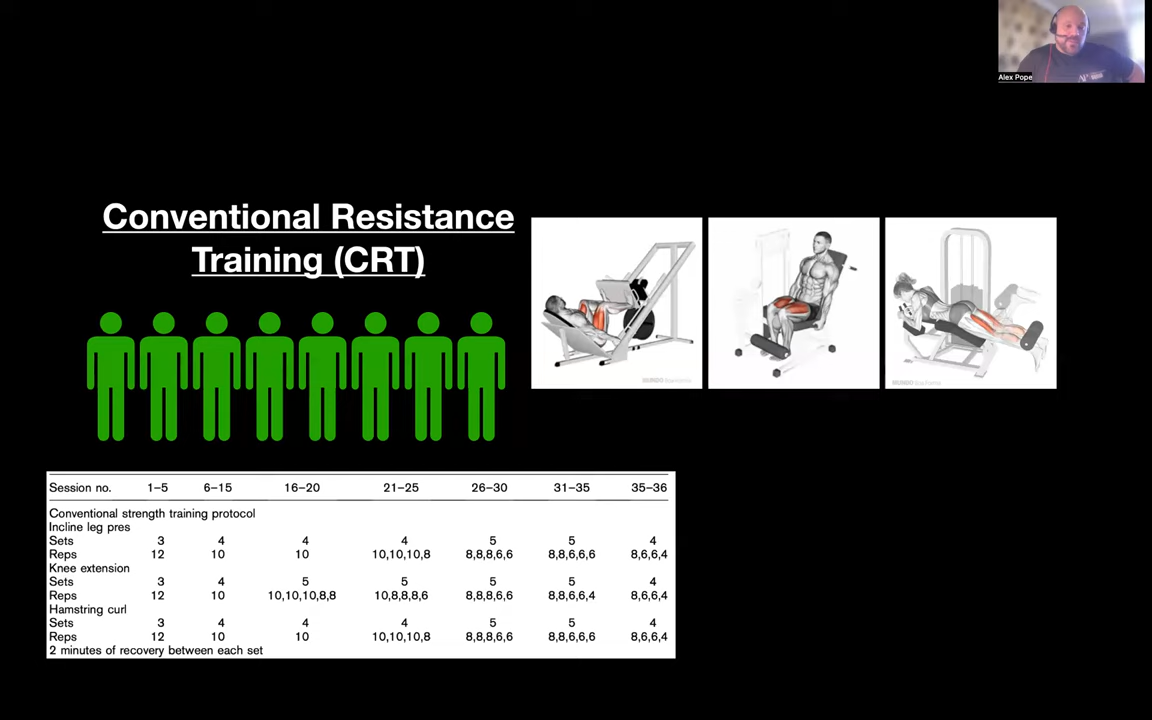 Alex Pope
Conventional Resistance
Training (CRT)
MUNDO
MUNDO
Session no. 1–5 6–15 16–20 21–25 26–30 31–35 35–36
Conventional strength training protocol
Incline leg pres
Sets 3 4 4 4 5 5 4
Reps 12 10 10 10,10,10,8 8,8,8,6,6 8,8,6,6,6 8,6,6,4
Knee extension
Sets 3 4 5 5 5 5 4
Reps 12 10 10,10,10,8,8 10,8,8,8,6 8,8,8,6,6 8,8,6,6,4 8,6,6,4
Hamstring curl
Sets 3 4 4 4 5 5 4
Reps 12 10 10 10,10,10,8 8,8,8,6,6 8,8,6,6,6 8,6,6,4
2 minutes of recovery between each set